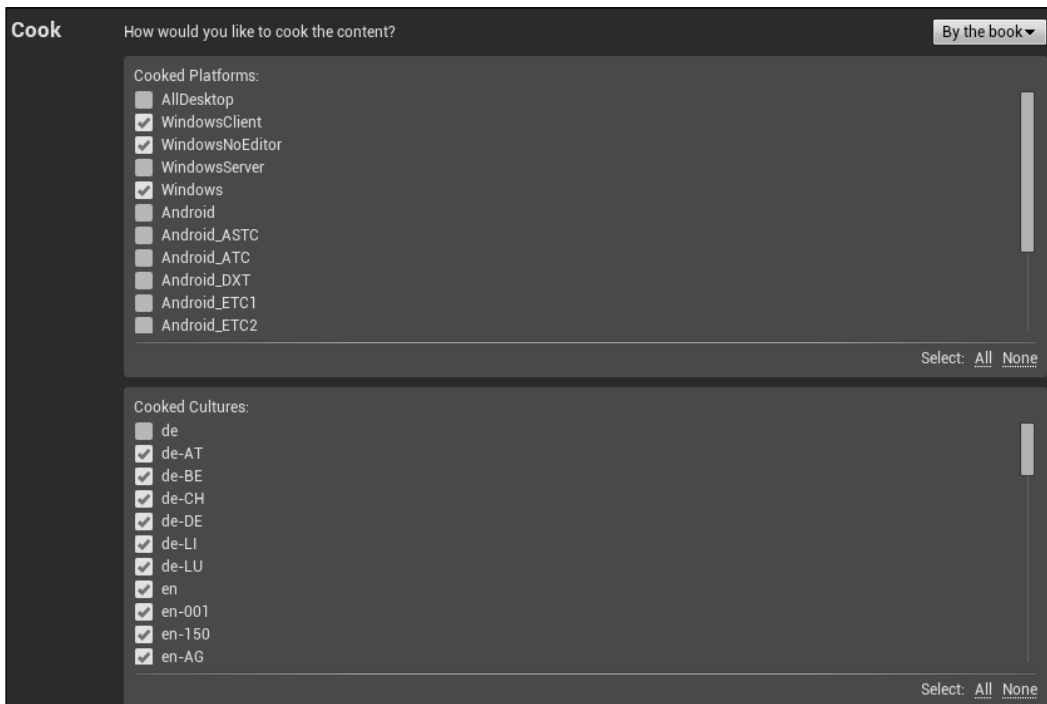 Cook How would you like to cook the content? By the book
Cooked Platforms:
AllDesktop
WindowsClient
WindowsNoEditor
WindowsServer
Windows
Android
Android_ASTC
Android_ATC
Android_DXT
Android_ETC1
Android_ETC2
Select: All None
Cooked Cultures:
de
de-AT
de-BE
de-CH
de-DE
de-LI
de-LU
en
en-001
en-150
en-AG
Select: All None